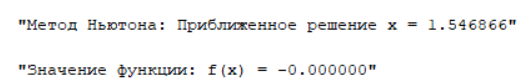 "Метод Ньютона: Приближенное решение x = 1.546866"
"Значение функции: f(x) = -0.000000"